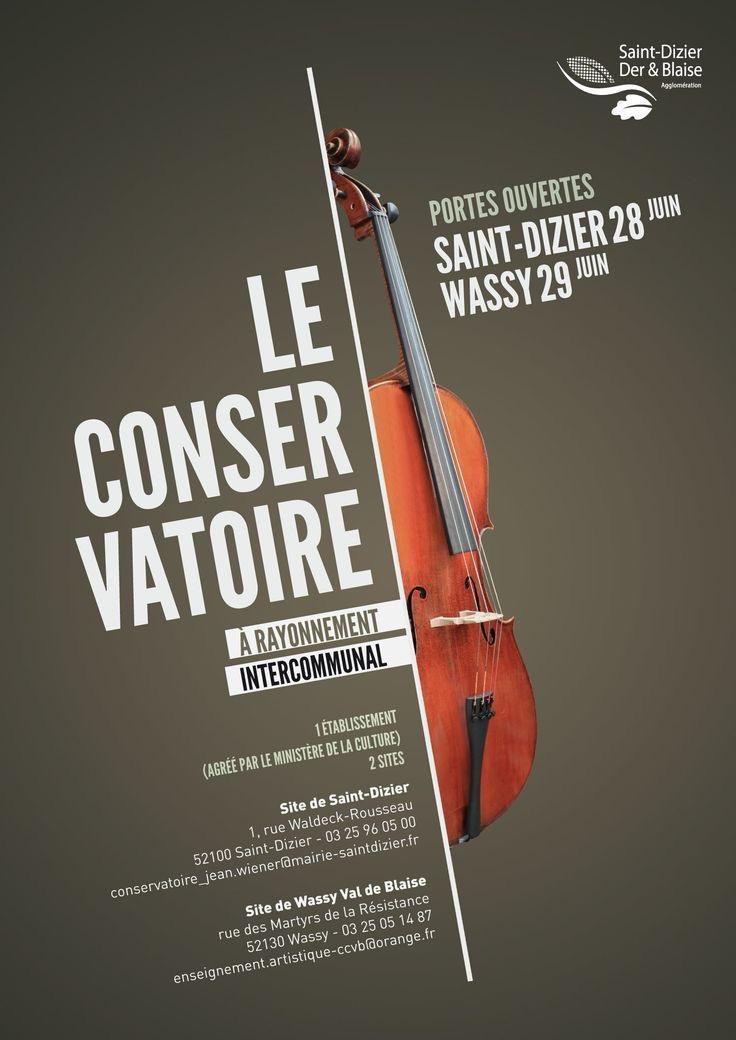 Saint-Dizier
Der & Blaise
Agglomération
PORTES OUVERTES
SAINT-DIZIER 28 JUIN
WASSY 29 JUIN
LE
CONSER
VATOIRE
À RAYONNEMENT
INTERCOMMUNAL
1 ÉTABLISSEMENT
(AGRÉÉ PAR LE MINISTÈRE DE LA CULTURE)
2 SITES
Site de Saint-Dizier
1, rue Waldeck-Rousseau
52100 Saint-Dizier - 03 25 96 05 00
conservatoire_jean.wiener@mairie-saintdizier.fr
Site de Wassy Val de Blaise
rue des Martyrs de la Résistance
52130 Wassy - 03 25 05 14 87
enseignement.artistique-ccvb@orange.fr